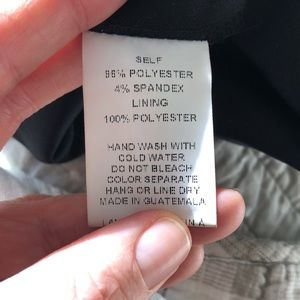 SELF
96% POLYESTER
4% SPANDEX
LINING
100% POLYESTER
HAND WASH WITH
COLD WATER
DO NOT BLEACH
COLOR SEPARATE
HANG OR LINE DRY
MADE IN GUATEMALA